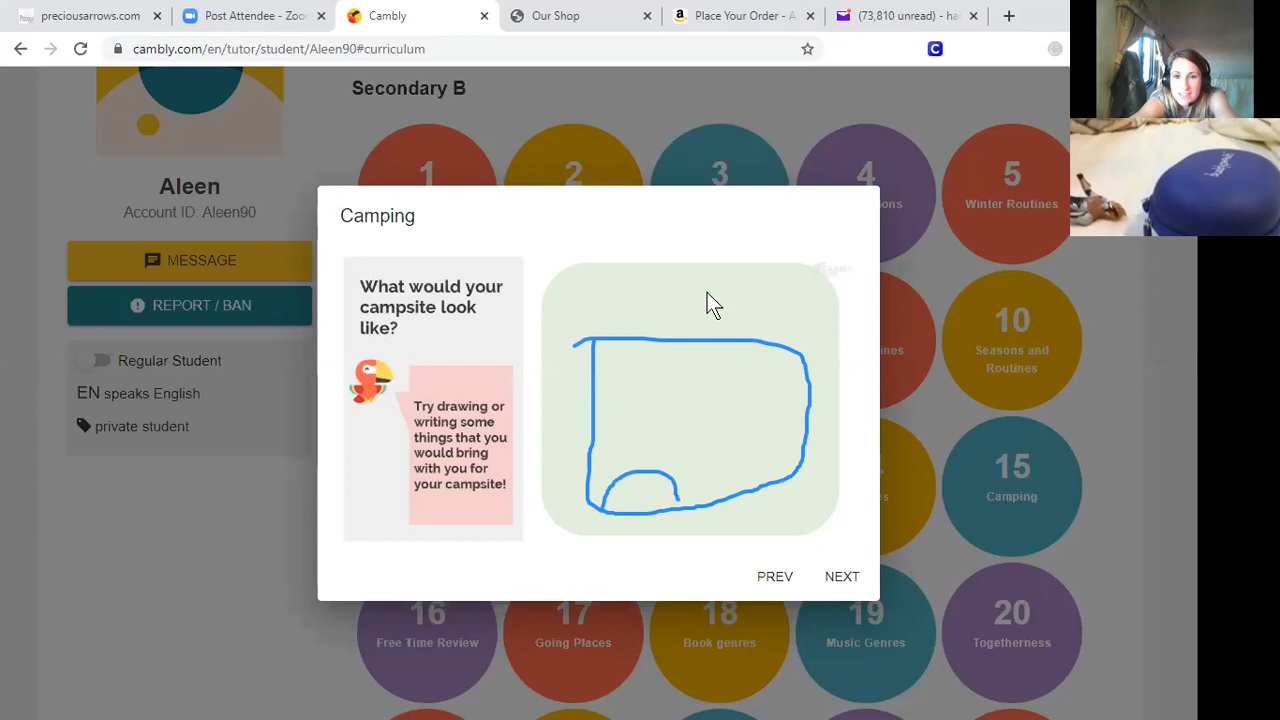 preciousarrows.com
Post Attendee - Zoo
Cambly
Our Shop
Place Your Order - A
(73,810 unread) - ha
cambly.com/en/tutor/student/Aleen90#curriculum
C
Secondary B
1
2
3
4
ons
5
Winter Routines
Aleen
Account ID: Aleen90
MESSAGE
REPORT / BAN
Regular Student
EN speaks English
private student
Camping
What would your
campsite look
like?
Try drawing or
writing some
things that you
would bring
with you for
your campsite!
PREV
NEXT
ines
10
Seasons and
Routines
es
15
Camping
16
Free Time Review
17
Going Places
18
Book genres
19
Music Genres
20
Togetherness